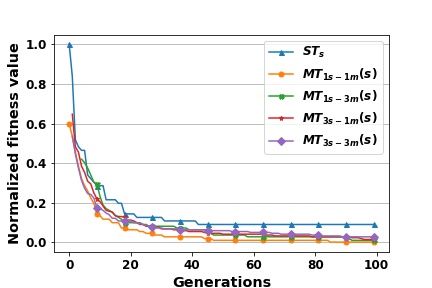 Normalized fitness value
1.0
0.8
0.6
0.4
0.2
0.0
ST_s
MT_{1s−1m}(s)
MT_{1s−3m}(s)
MT_{3s−1m}(s)
MT_{3s−3m}(s)
0 20 40 60 80 100
Generations